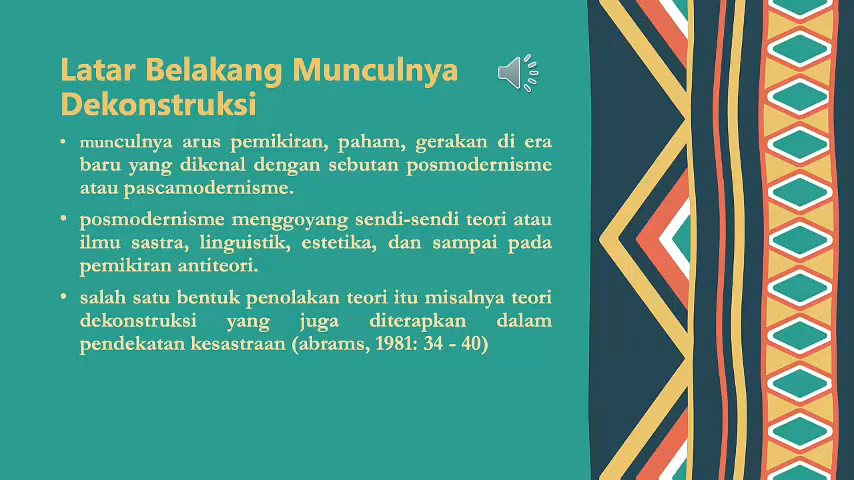 Latar Belakang Munculnya
Dekonstruksi
• munculnya arus pemikiran, paham, gerakan di era
baru yang dikenal dengan sebutan posmodernisme
atau pascamodernisme.
• posmodernisme menggoyang sendi-sendi teori atau
ilmu sastra, linguistik, estetika, dan sampai pada
pemikiran antiteori.
• salah satu bentuk penolakan teori itu misalnya teori
dekonstruksi yang juga diterapkan dalam
pendekatan kesastraan (abrams, 1981: 34 - 40)